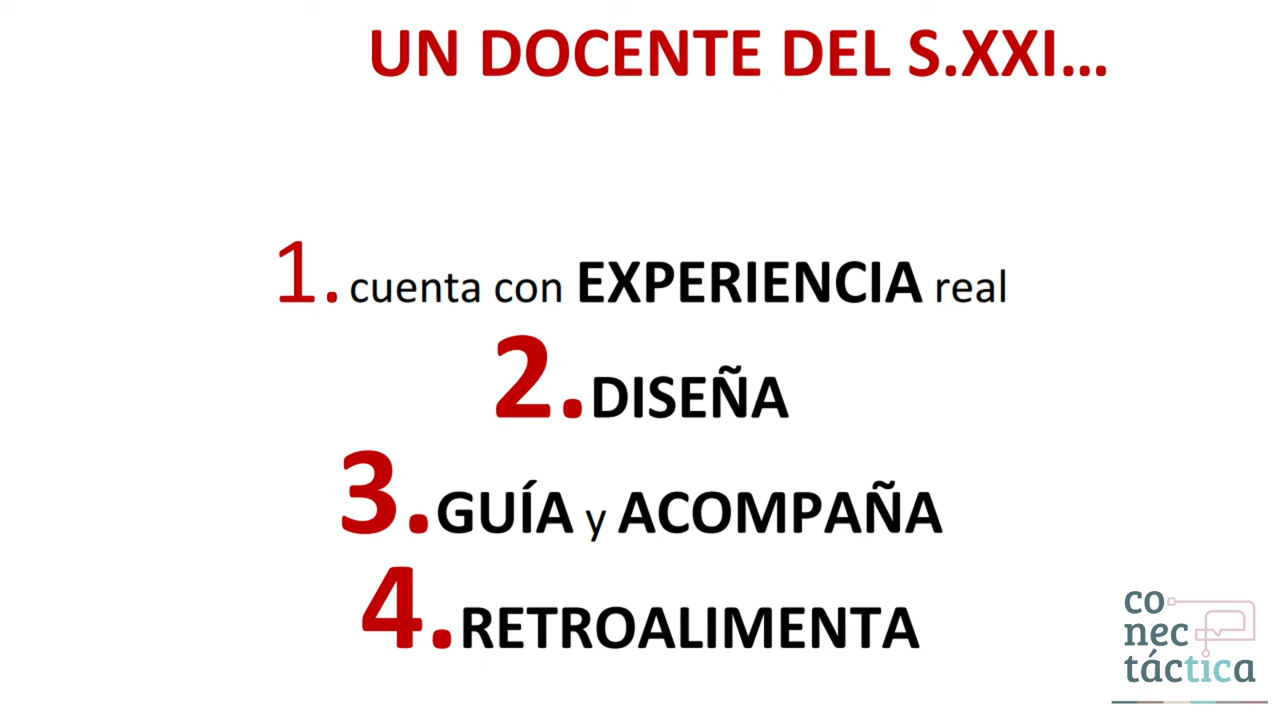 UN DOCENTE DEL S.XXI...
1. cuenta con EXPERIENCIA real
2. DISEÑA
3. GUÍA y ACOMPAÑA
4. RETROALIMENTA
co
nec
táctica